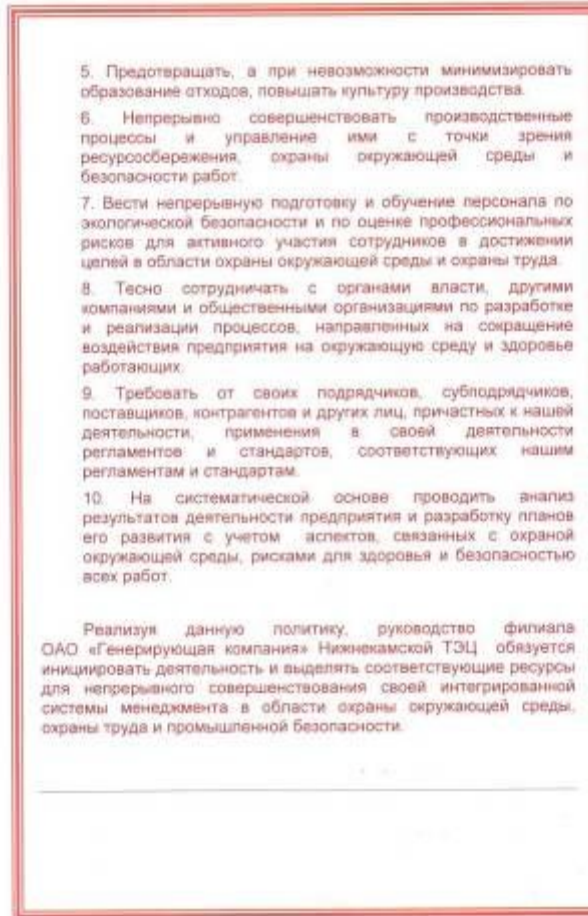 5. Предотвращать, а при невозможности минимизировать
образование отходов, повышать культуру производства.
6. Непрерывно совершенствовать производственные
процессы и управление ими с точки зрения
ресурсосбережения, охраны окружающей среды и
безопасности работ.
7. Вести непрерывную подготовку и обучение персонала по
экологической безопасности и по оценке профессиональных
рисков для активного участия сотрудников в достижении
целей в области охраны окружающей среды и охраны труда.
8. Тесно сотрудничать с органами власти, другими
компаниями и общественными организациями по разработке
и реализации процессов, направленных на сокращение
воздействия предприятия на окружающую среду и здоровье
работающих.
9. Требовать от своих подрядчиков, субподрядчиков,
поставщиков, контрагентов и других лиц, причастных к нашей
деятельности, применения в своей деятельности
регламентов и стандартов, соответствующих нашим
регламентам и стандартам.
10. На систематической основе проводить анализ
результатов деятельности предприятия и разработку планов
его развития с учетом аспектов, связанных с охраной
окружающей среды, рисками для здоровья и безопасностью
всех работ.
Реализуя данную политику, руководство филиала
ОАО «Генерирующая компания» Нижнекамской ТЭЦ обязуется
инициировать деятельность и выделять соответствующие ресурсы
для непрерывного совершенствования своей интегрированной
системы менеджмента в области охраны окружающей среды,
охраны труда и промышленной безопасности.